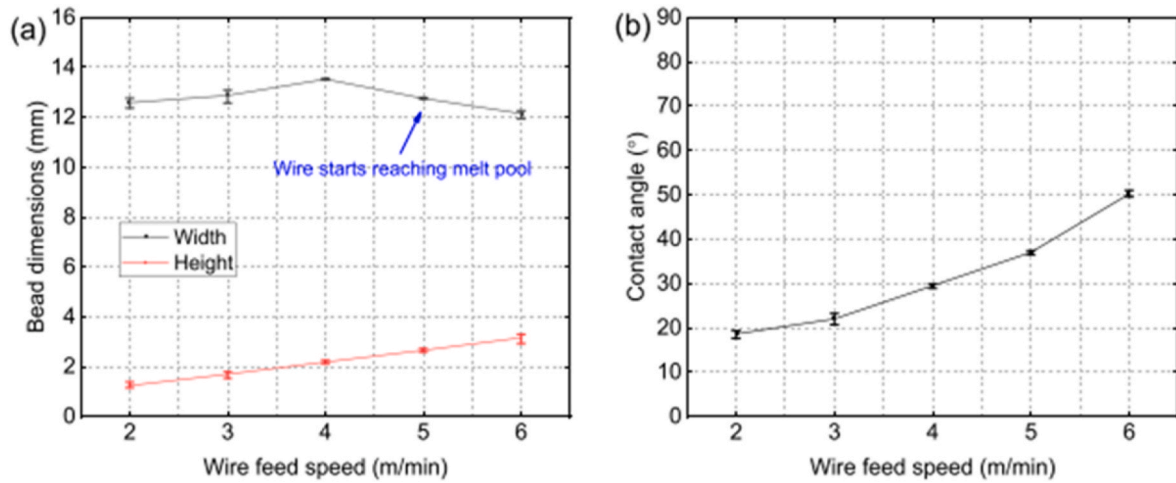 (a)
Bead dimensions (mm)
16
14
12
10
8
6
4
2
0
Wire starts reaching melt pool
Width
Height
2 3 4 5 6
Wire feed speed (m/min)
(b)
Contact angle (°)
90
80
70
60
50
40
30
20
10
0
2 3 4 5 6
Wire feed speed (m/min)